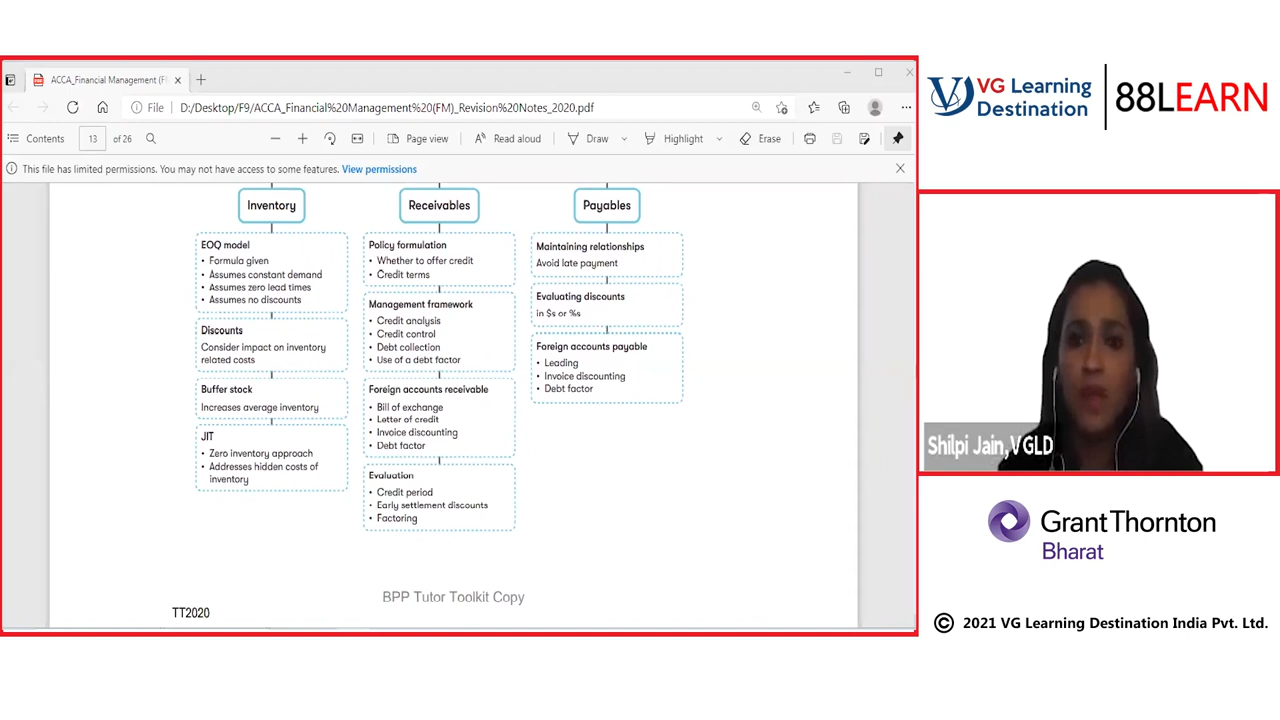 ACCA_Financial Management (F
D:/Desktop/F9/ACCA_Financial%20Management%20(FM)_Revision%20Notes_2020.pdf
File
Contents
13
of 26
Page view
Read aloud
Draw
Highlight
Erase
This file has limited permissions. You may not have access to some features. View permissions
Inventory
EOQ model
• Formula given
• Assumes constant demand
• Assumes zero lead times
• Assumes no discounts
Discounts
Consider impact on inventory
related costs
Buffer stock
Increases average inventory
JIT
• Zero inventory approach
• Addresses hidden costs of
inventory
Receivables
Policy formulation
• Whether to offer credit
• Credit terms
Management framework
• Credit analysis
• Credit control
• Debt collection
• Use of a debt factor
Foreign accounts receivable
• Bill of exchange
• Letter of credit
• Invoice discounting
• Debt factor
Evaluation
• Credit period
• Early settlement discounts
• Factoring
Payables
Maintaining relationships
Avoid late payment
Evaluating discounts
in $s or %s
Foreign accounts payable
• Leading
• Invoice discounting
• Debt factor
BPP Tutor Toolkit Copy
TT2020
VG Learning
Destination
88LEARN
Shilpi Jain, VGLD
Grant Thornton
Bharat
© 2021 VG Learning Destination India Pvt. Ltd.